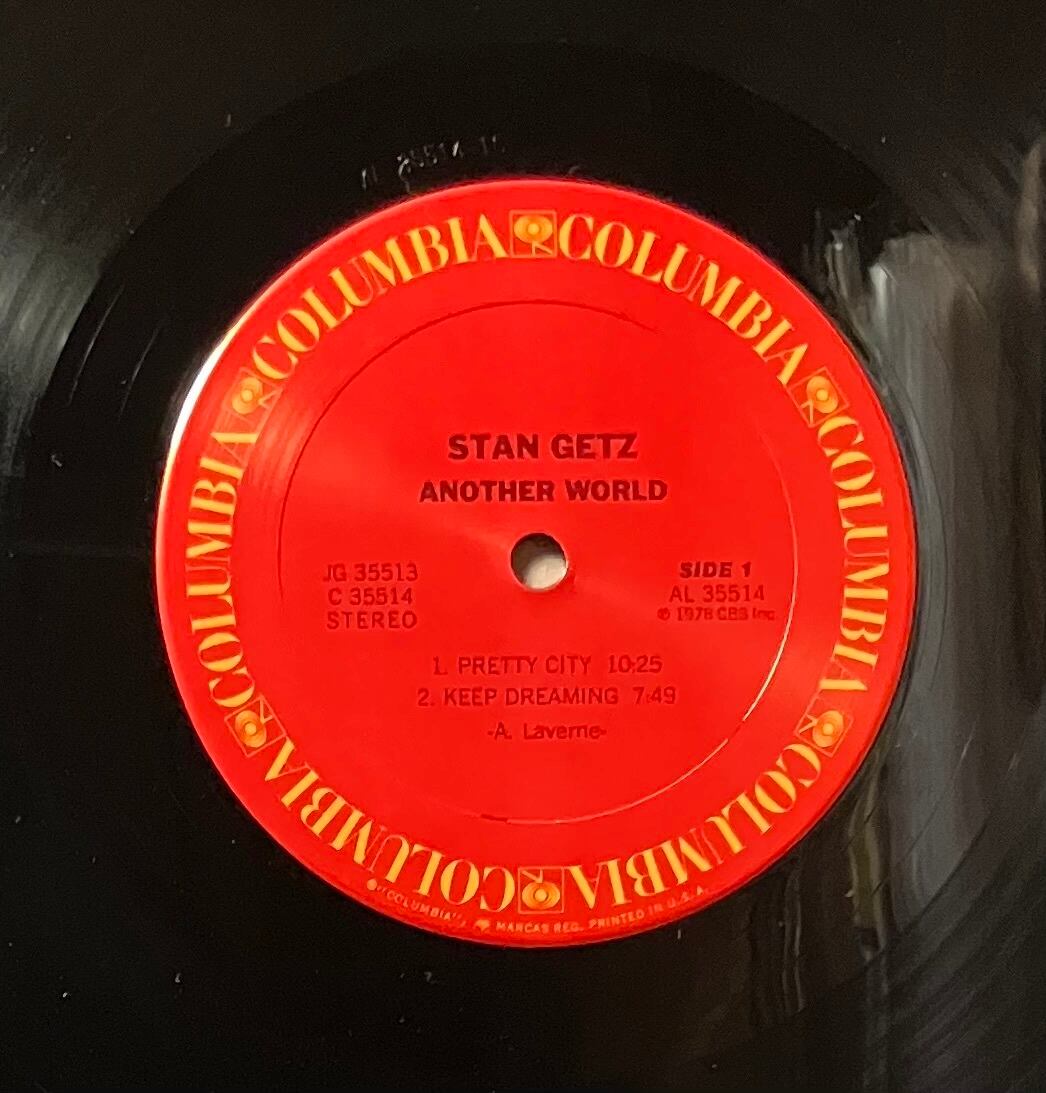 COLUMBIA COLUMBIA COLUMBIA COLUMBIA COLUMBIA COLUMBIA
STAN GETZ
ANOTHER WORLD
JG 35513
C 35514
STEREO
SIDE 1
AL 35514
℗ 1978 CBS Inc.
1. PRETTY CITY 10:25
2. KEEP DREAMING 7:49
-A. Laverne-
"COLUMBIA", MARCAS REG. PRINTED IN U.S.A.